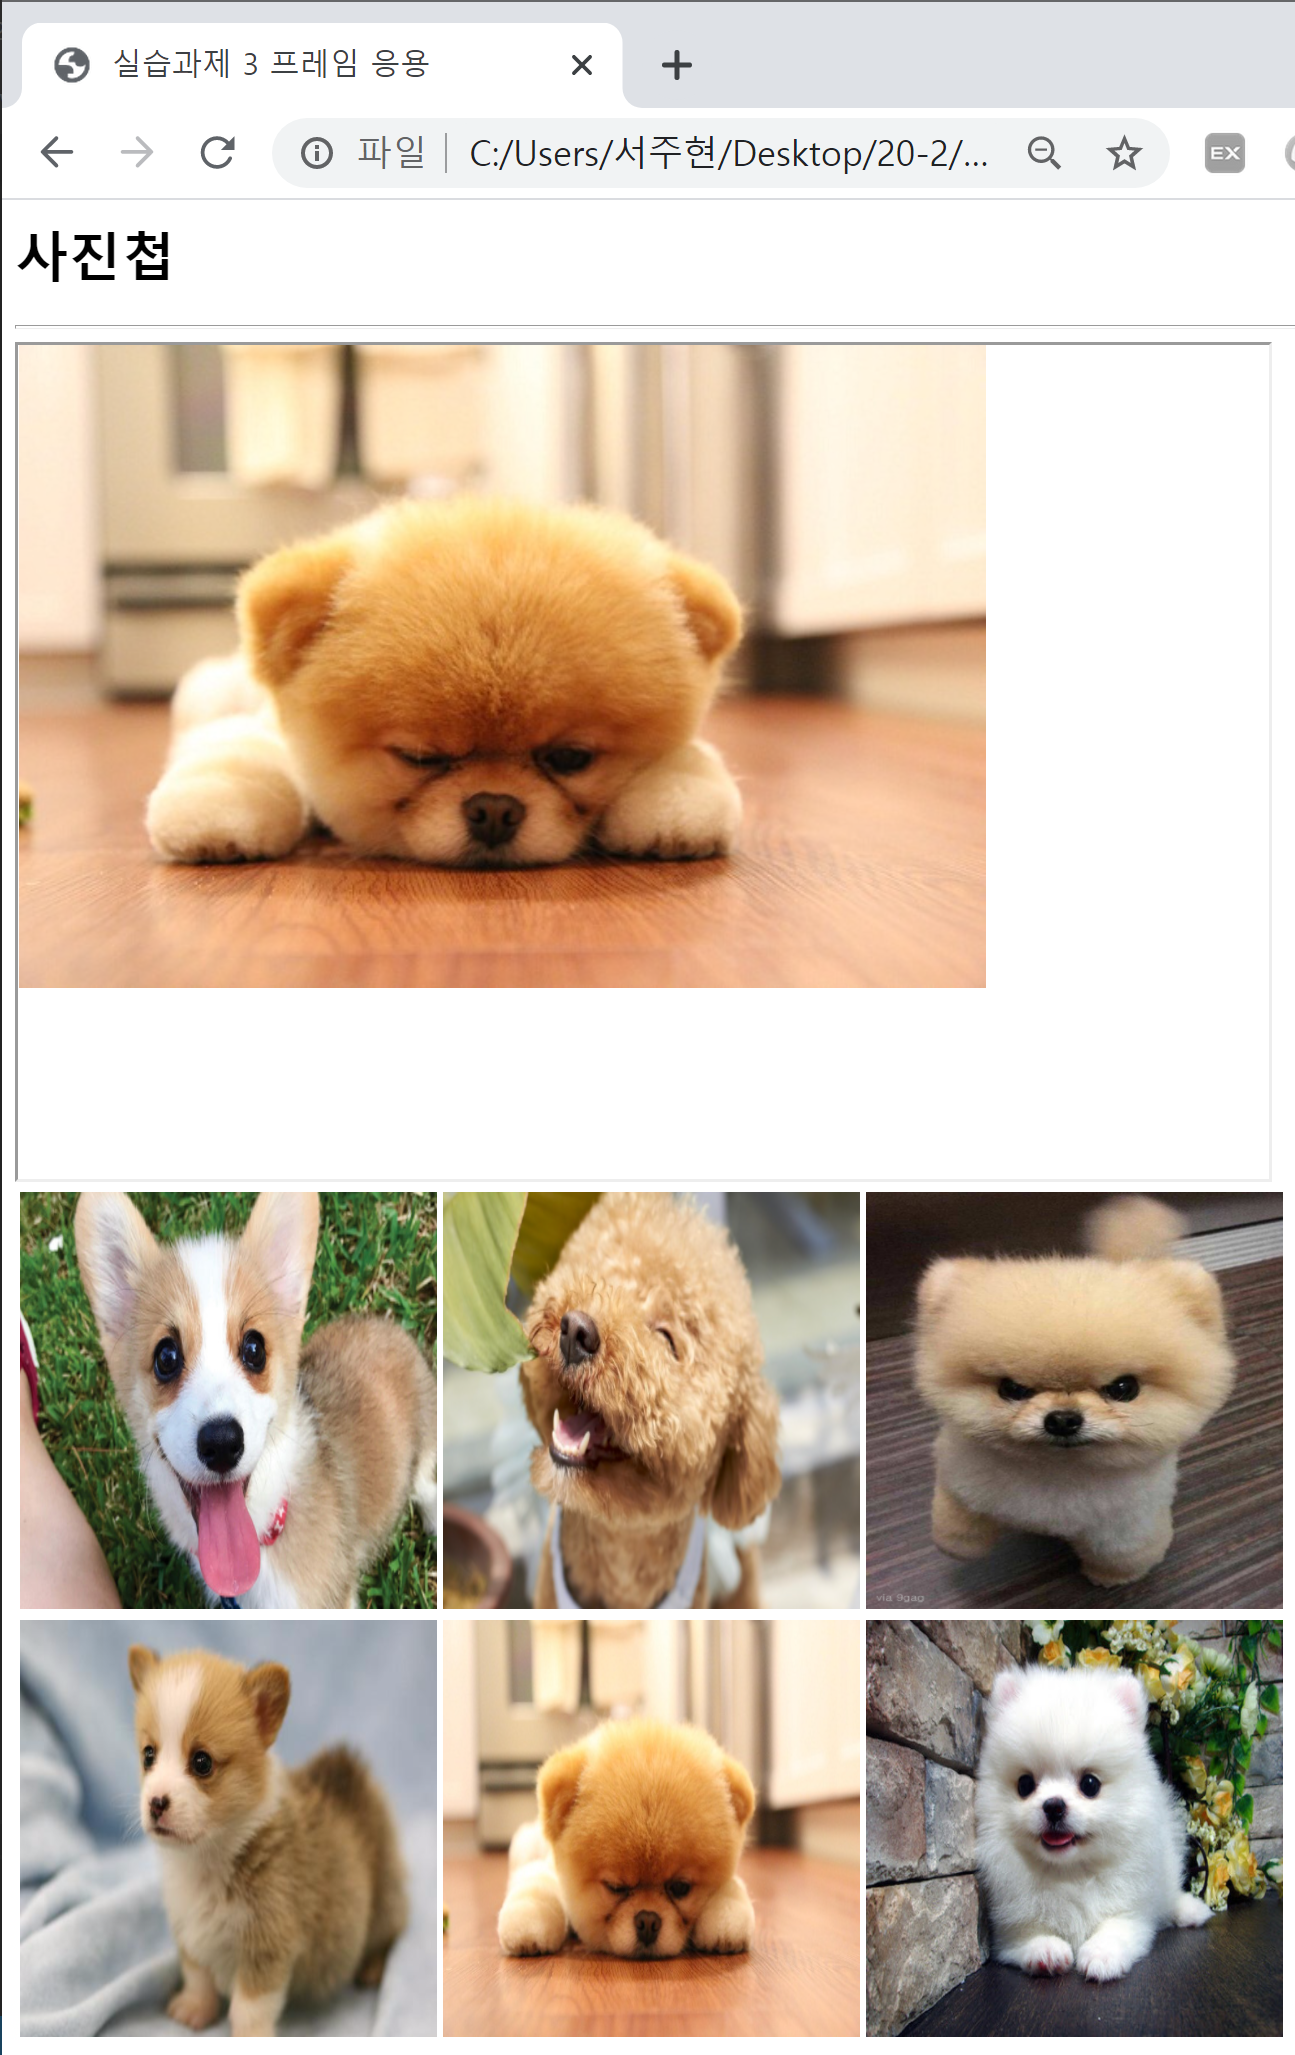 실습과제 3 프레임 응용
파일 | C:/Users/서주현/Desktop/20-2/...
EX
사진첩
via 9gag